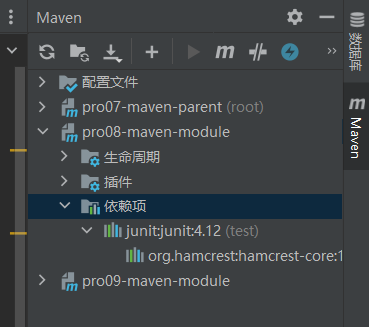 Maven
配置文件
pro07-maven-parent (root)
pro08-maven-module
生命周期
插件
依赖项
junit:junit:4.12 (test)
org.hamcrest:hamcrest-core:1
pro09-maven-module
数据库
m Maven